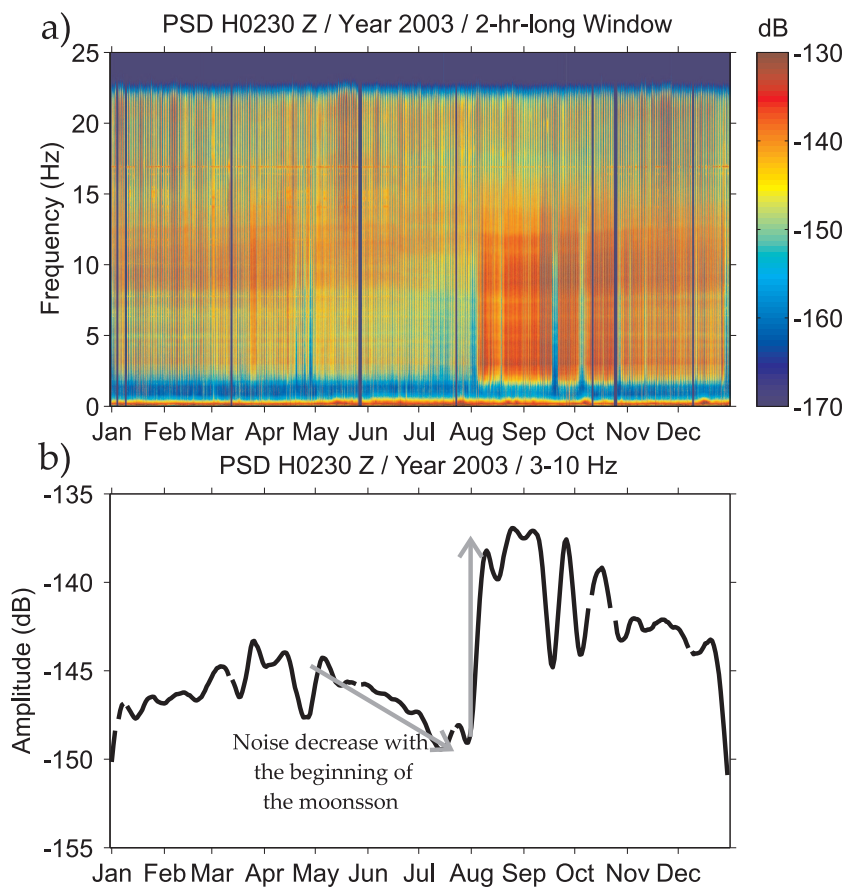 a)
PSD H0230 Z / Year 2003 / 2-hr-long Window
dB
25
20
15
10
5
0
Frequency (Hz)
Jan Feb Mar Apr May Jun Jul Aug Sep Oct Nov Dec
-130
-140
-150
-160
-170
b)
PSD H0230 Z / Year 2003 / 3-10 Hz
-135
-140
-145
-150
-155
Amplitude (dB)
Noise decrease with
the beginning of
the moonsson
Jan Feb Mar Apr May Jun Jul Aug Sep Oct Nov Dec